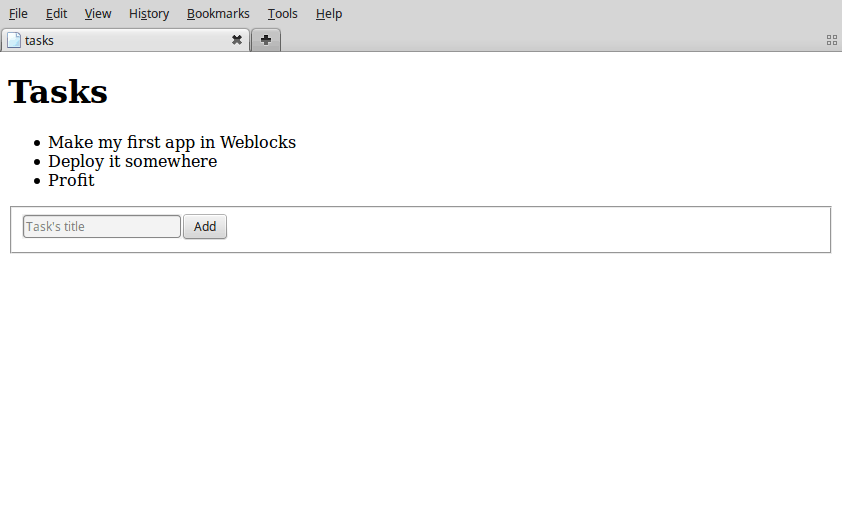 File Edit View History Bookmarks Tools Help
tasks
Tasks
Make my first app in Weblocks
Deploy it somewhere
Profit
Task's title Add